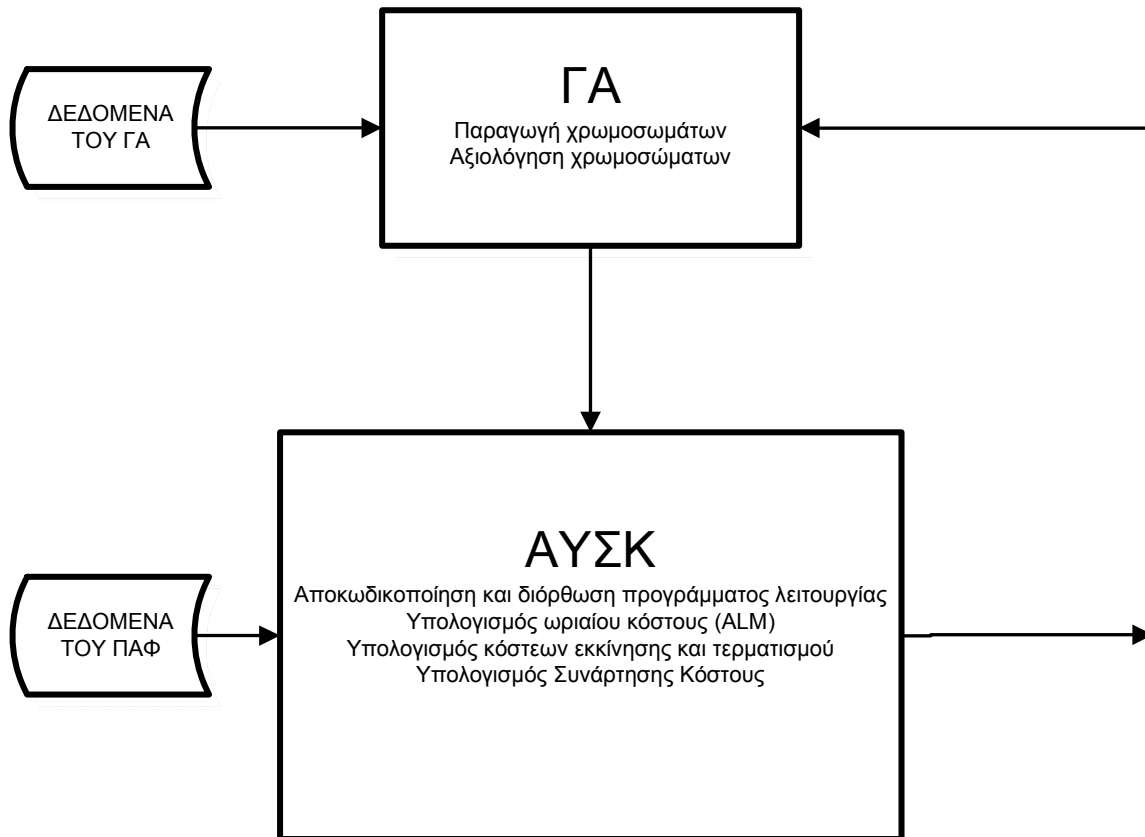 ΔΕΔΟΜΕΝΑ
ΤΟΥ ΓΑ
ΓΑ
Παραγωγή χρωμοσωμάτων
Αξιολόγηση χρωμοσώματων
ΔΕΔΟΜΕΝΑ
ΤΟΥ ΠΑΦ
ΑΥΣΚ
Αποκωδικοποίηση και διόρθωση προγράμματος λειτουργίας
Υπολογισμός ωριαίου κόστους (ALM)
Υπολογισμός κόστεων εκκίνησης και τερματισμού
Υπολογισμός Συνάρτησης Κόστους